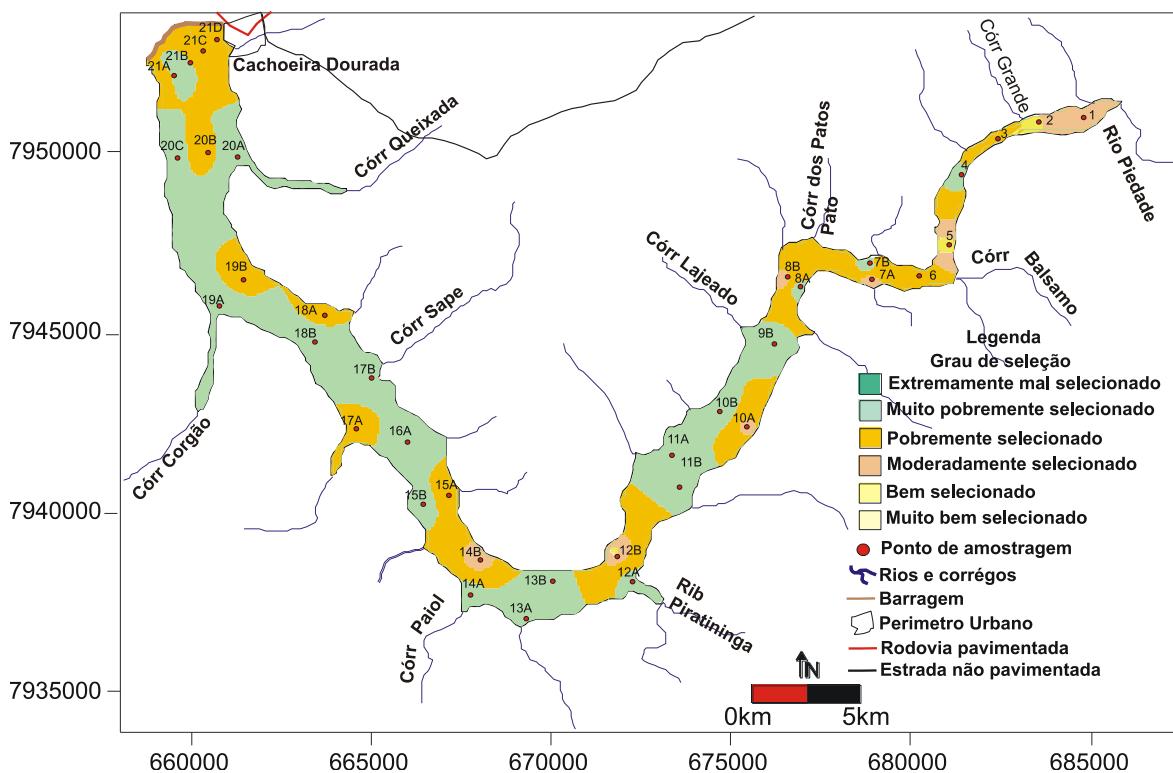 21D
21C
21B
21A
Cachoeira Dourada
Córr Queixada
20C
20B
20A
7950000
Córr Grande
3
2
1
Rio Piedade
4
5
Córr
Balsamo
Córr dos Patos
Pato
7B
7A
6
8B
8A
Córr Lajeado
9B
19B
19A
18A
18B
Córr Sape
17B
17A
16A
7945000
Córr Corgão
10B
10A
11A
11B
15A
15B
7940000
14B
14A
13B
13A
12B
12A
Córr Paiol
Rib
Piratininga
7935000
Legenda
Grau de seleção
Extremamente mal selecionado
Muito pobremente selecionado
Pobremente selecionado
Moderadamente selecionado
Bem selecionado
Muito bem selecionado
Ponto de amostragem
Rios e corrégos
Barragem
Perimetro Urbano
Rodovia pavimentada
Estrada não pavimentada
N
0km
5km
660000
665000
670000
675000
680000
685000